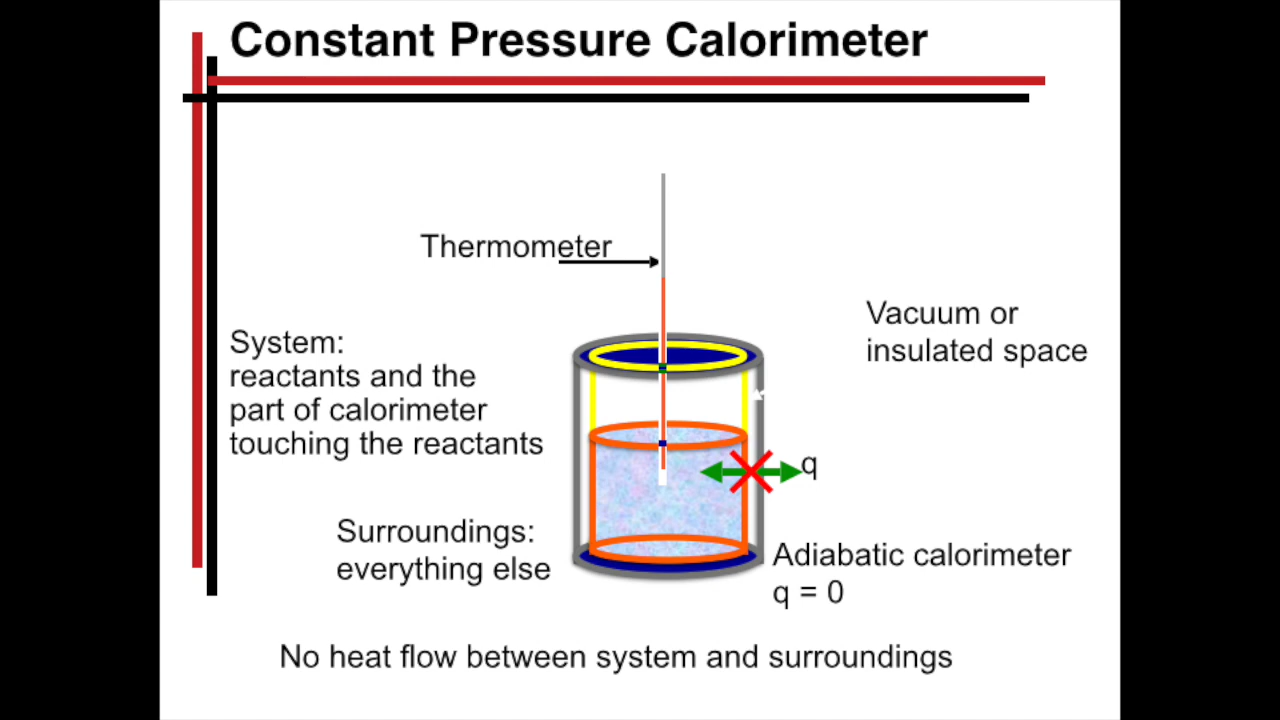 Constant Pressure Calorimeter
Thermometer
Vacuum or
insulated space
System:
reactants and the
part of calorimeter
touching the reactants
q
Surroundings:
everything else
Adiabatic calorimeter
q = 0
No heat flow between system and surroundings